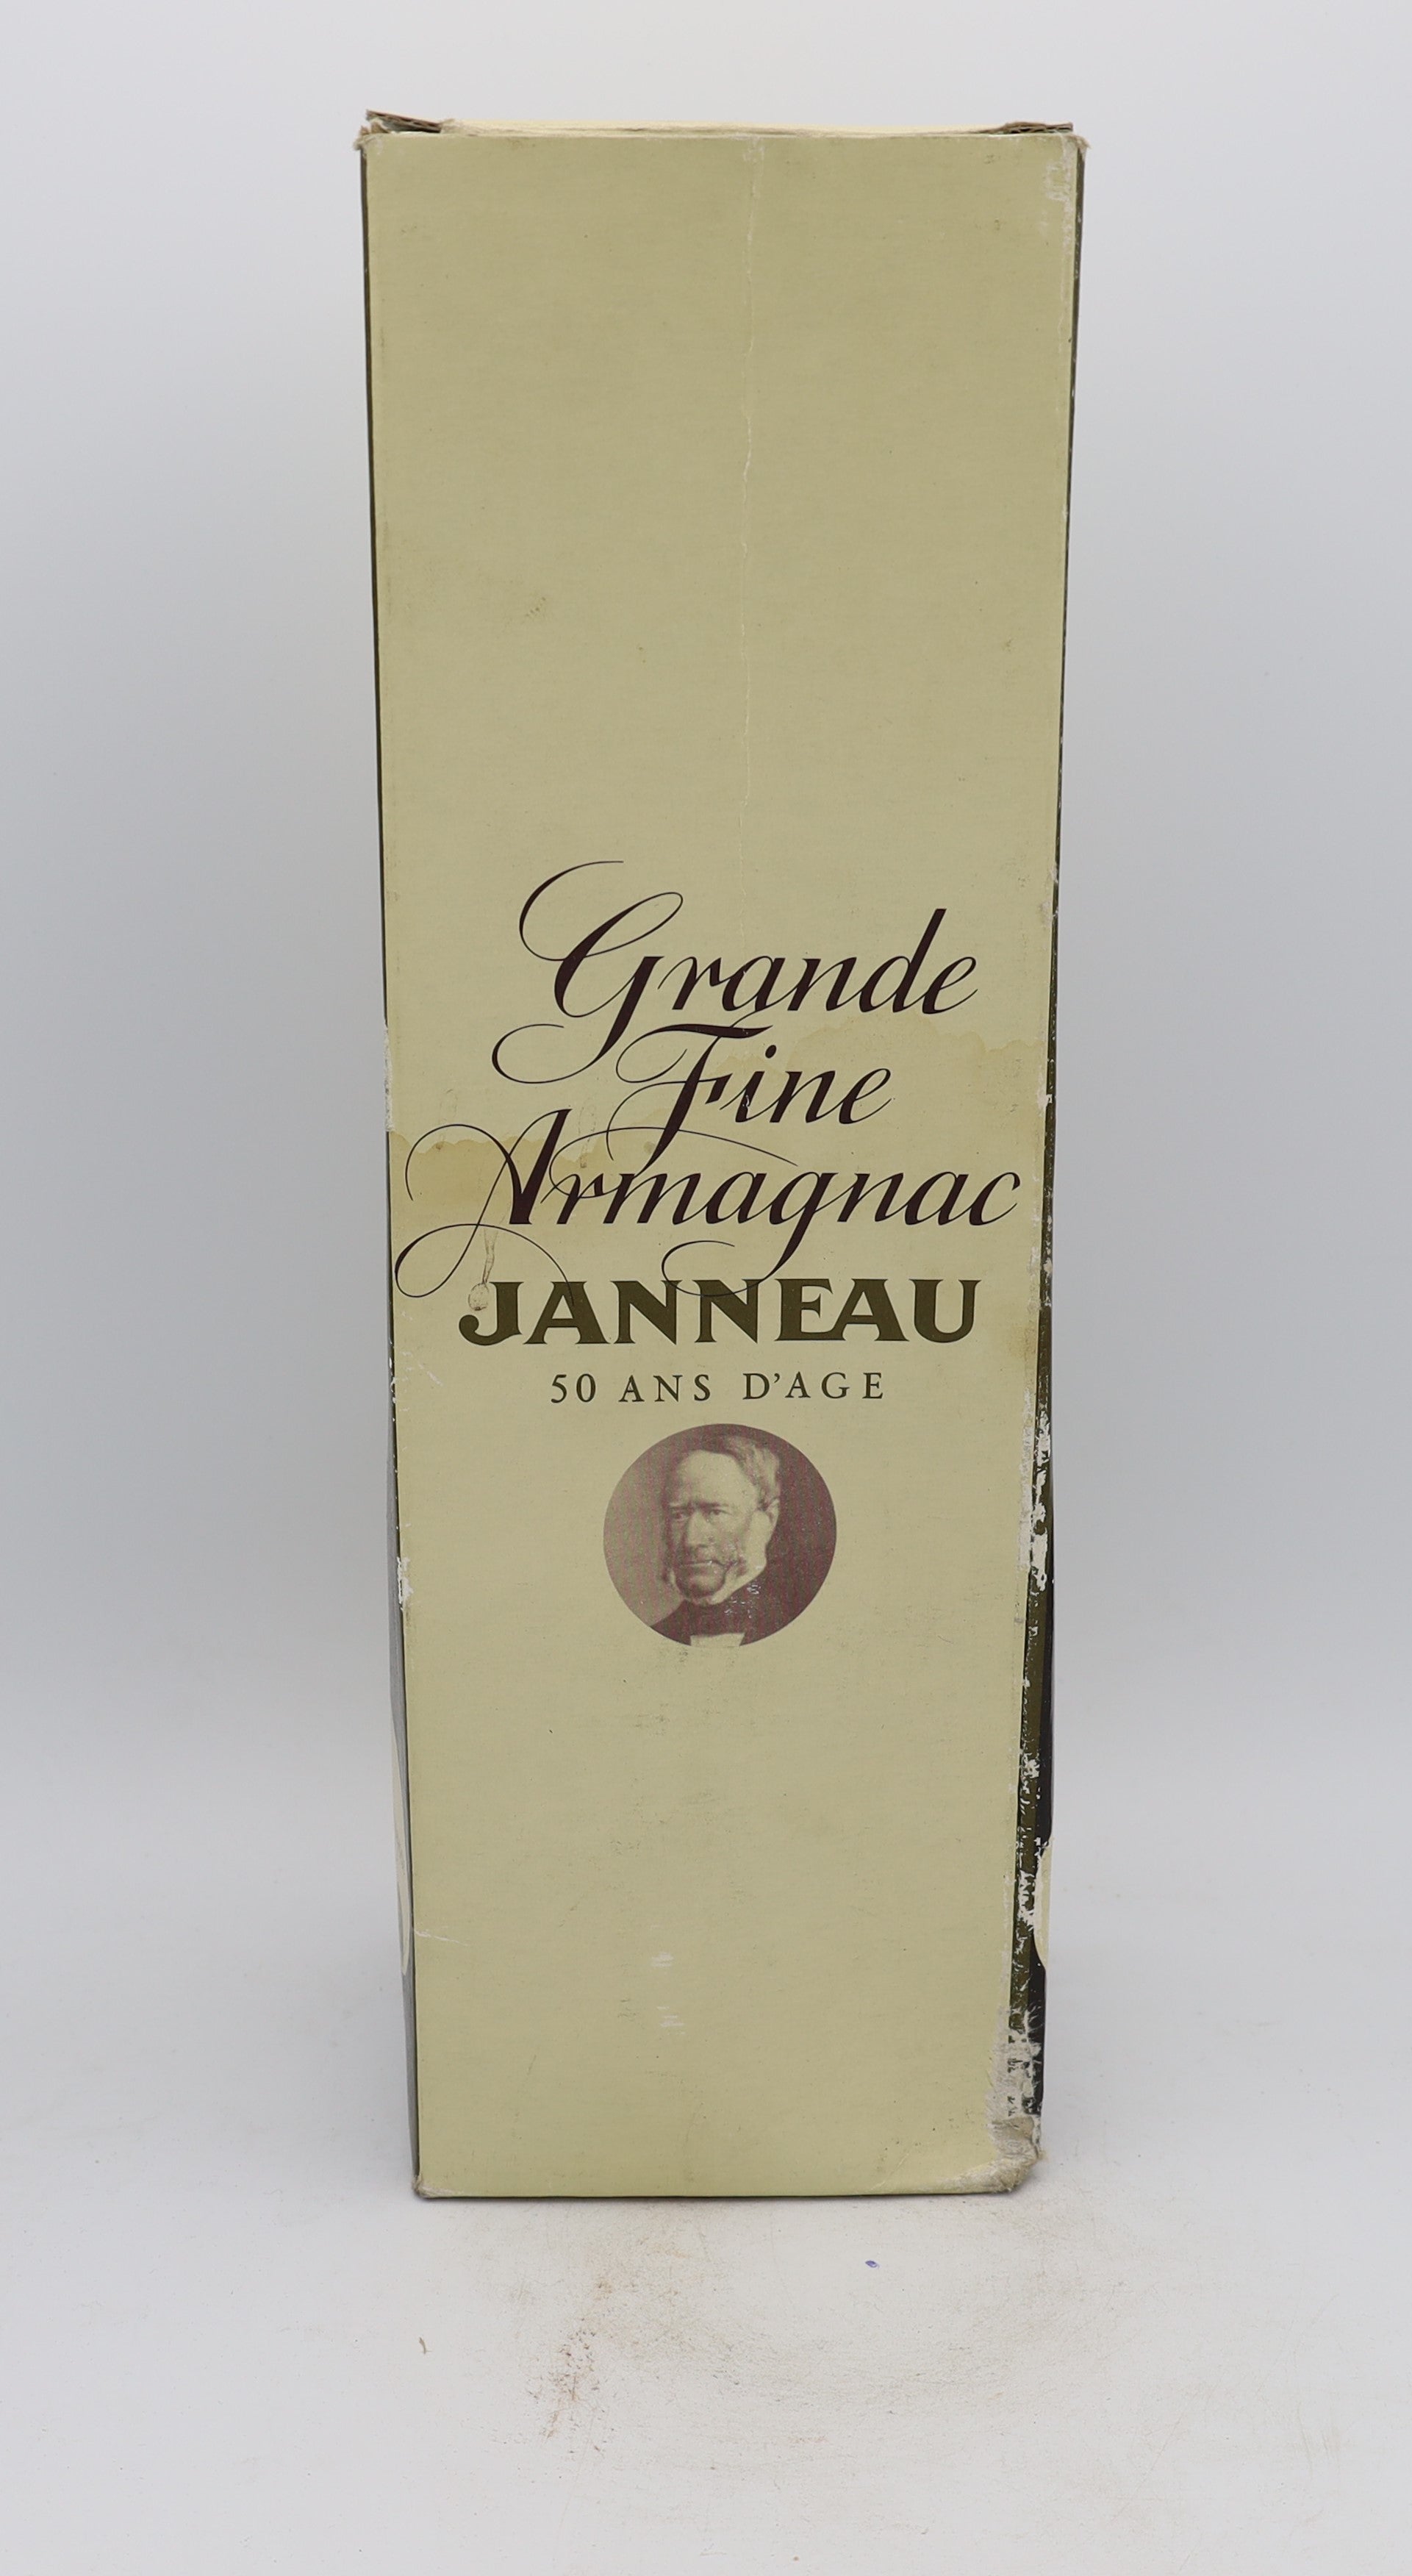 Grande
Fine
Armagnac
JANNEAU
50 ANS D'AGE